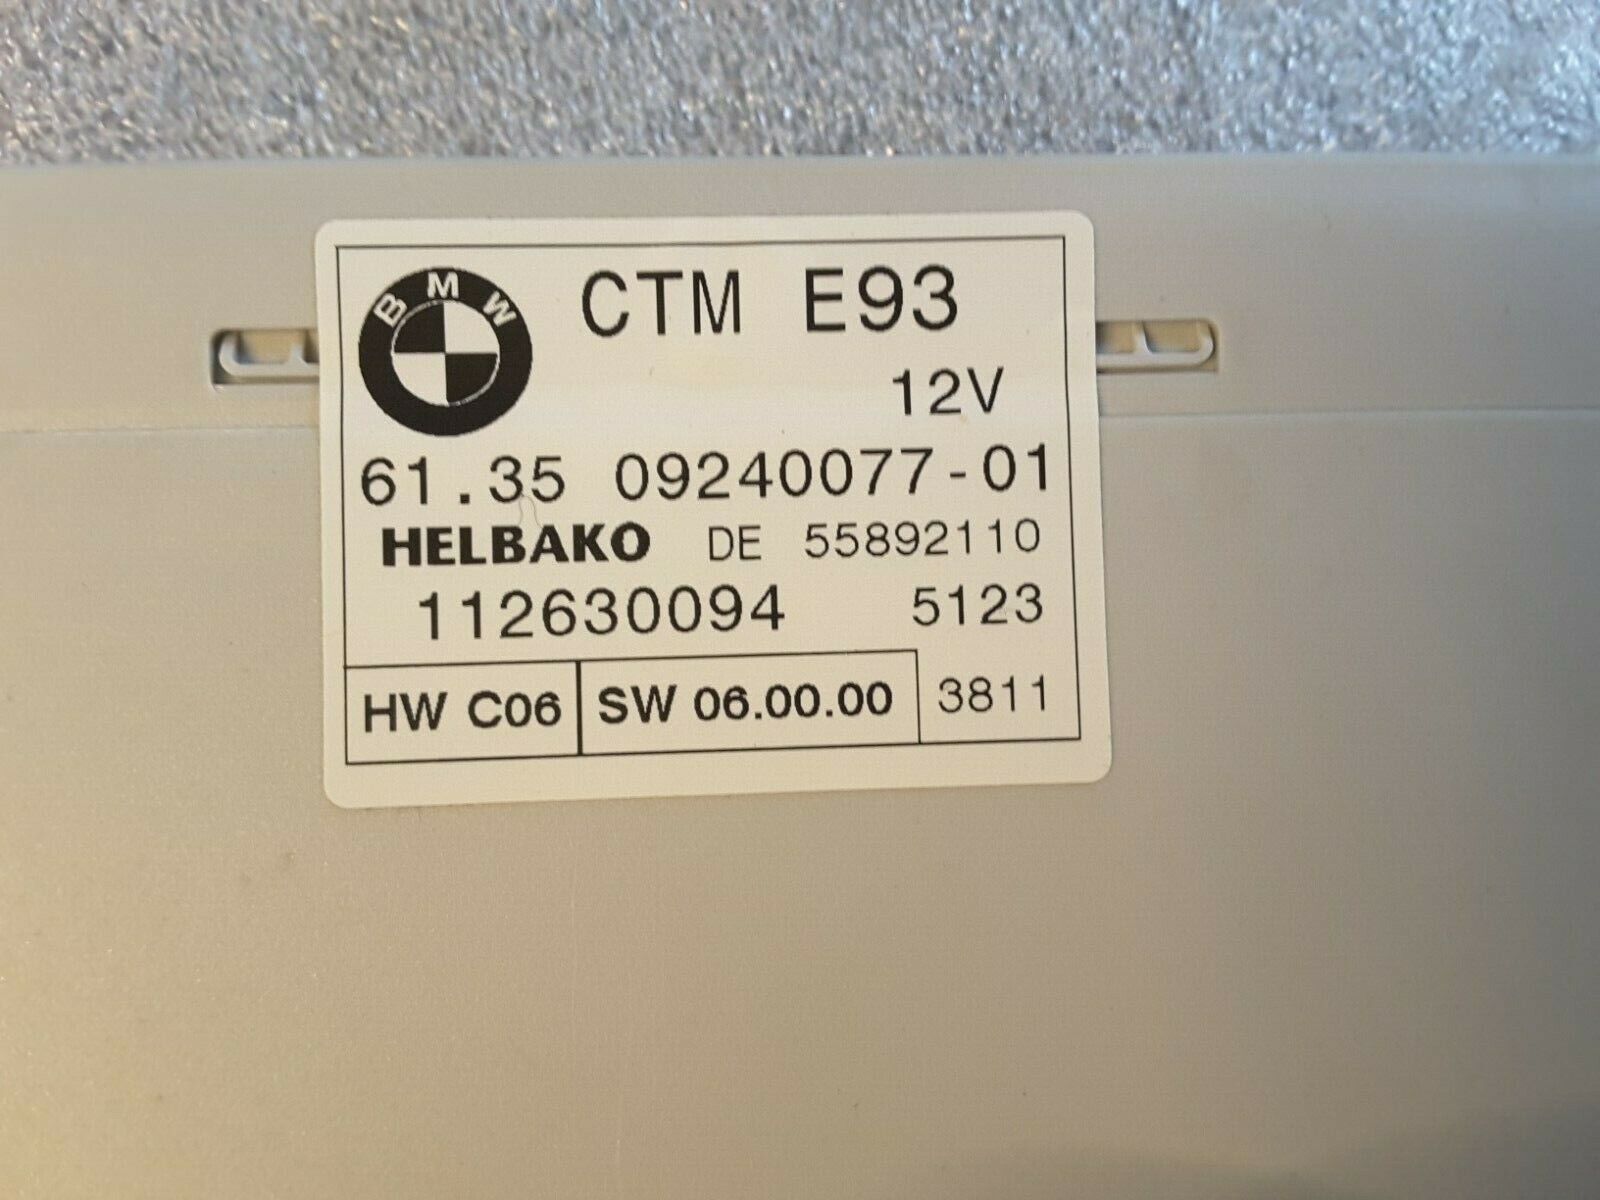 BMW
CTM E93
12V
61.35 09240077-01
HELBAKO DE 55892110
112630094 5123
HW C06 SW 06.00.00 3811